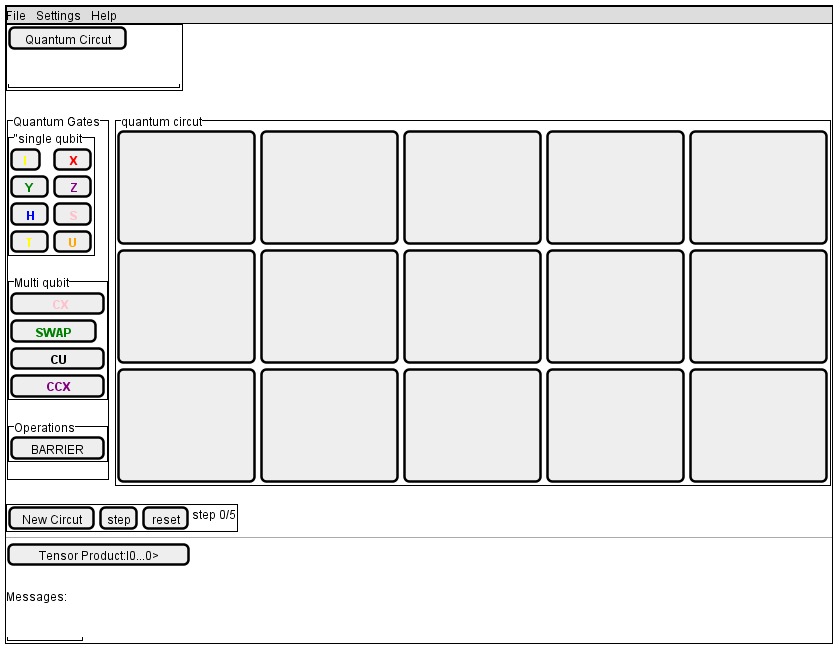 File Settings Help
Quantum Circut
Quantum Gates
quantum circut
"single qubit
I X
Y Z
H S
T U
Multi qubit
CX
SWAP
CU
CCX
Operations
BARRIER
New Circut step reset step 0/5
Tensor Product:I0...0>
Messages: